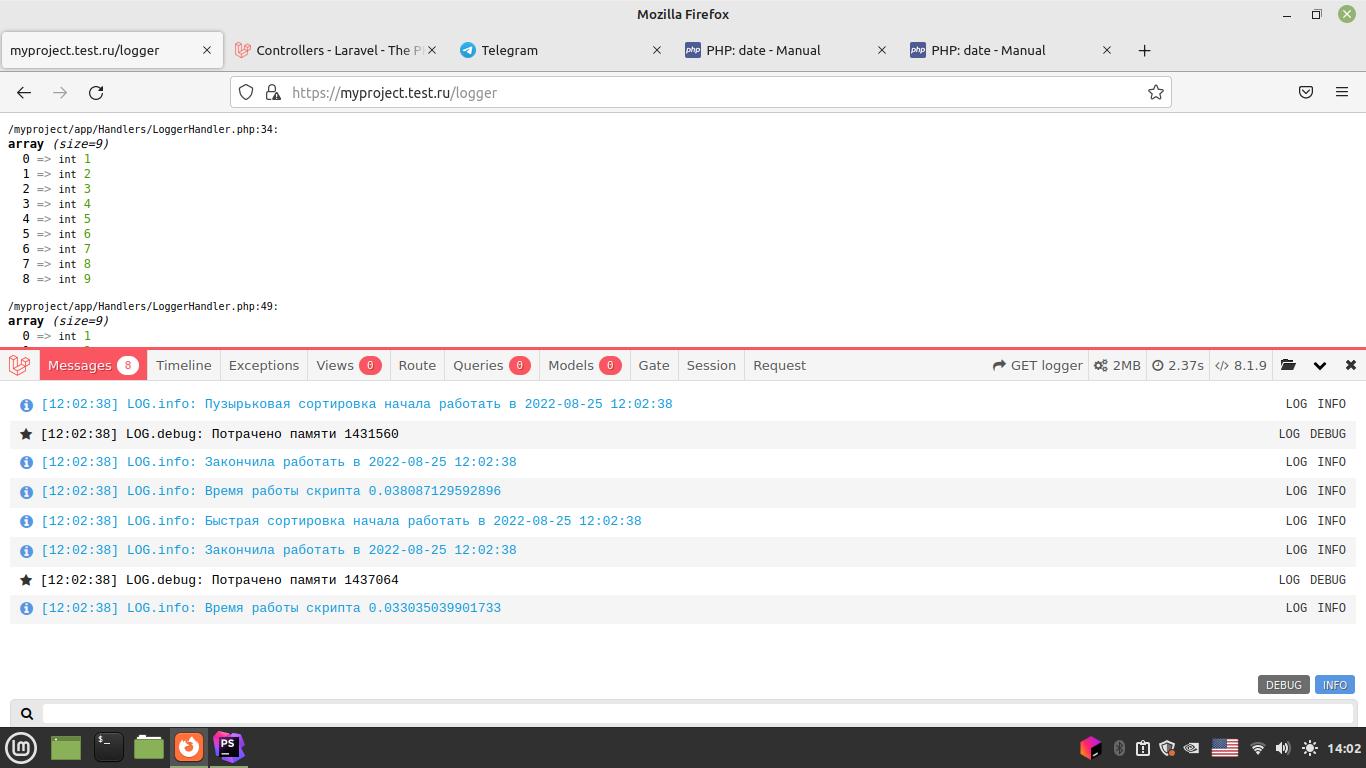 Mozilla Firefox
myproject.test.ru/logger
Controllers - Laravel - The P
Telegram
php PHP: date - Manual
php PHP: date - Manual
https://myproject.test.ru/logger
/myproject/app/Handlers/LoggerHandler.php:34:
array (size=9)
0 => int 1
1 => int 2
2 => int 3
3 => int 4
4 => int 5
5 => int 6
6 => int 7
7 => int 8
8 => int 9
/myproject/app/Handlers/LoggerHandler.php:49:
array (size=9)
0 => int 1
Messages 8 Timeline Exceptions Views 0 Route Queries 0 Models 0 Gate Session Request GET logger 2MB 2.37s 8.1.9
[12:02:38] LOG.info: Пузырьковая сортировка начала работать в 2022-08-25 12:02:38 LOG INFO
[12:02:38] LOG.debug: Потрачено памяти 1431560 LOG DEBUG
[12:02:38] LOG.info: Закончила работать в 2022-08-25 12:02:38 LOG INFO
[12:02:38] LOG.info: Время работы скрипта 0.038087129592896 LOG INFO
[12:02:38] LOG.info: Быстрая сортировка начала работать в 2022-08-25 12:02:38 LOG INFO
[12:02:38] LOG.info: Закончила работать в 2022-08-25 12:02:38 LOG INFO
[12:02:38] LOG.debug: Потрачено памяти 1437064 LOG DEBUG
[12:02:38] LOG.info: Время работы скрипта 0.033035039901733 LOG INFO
DEBUG INFO
PS
14:02